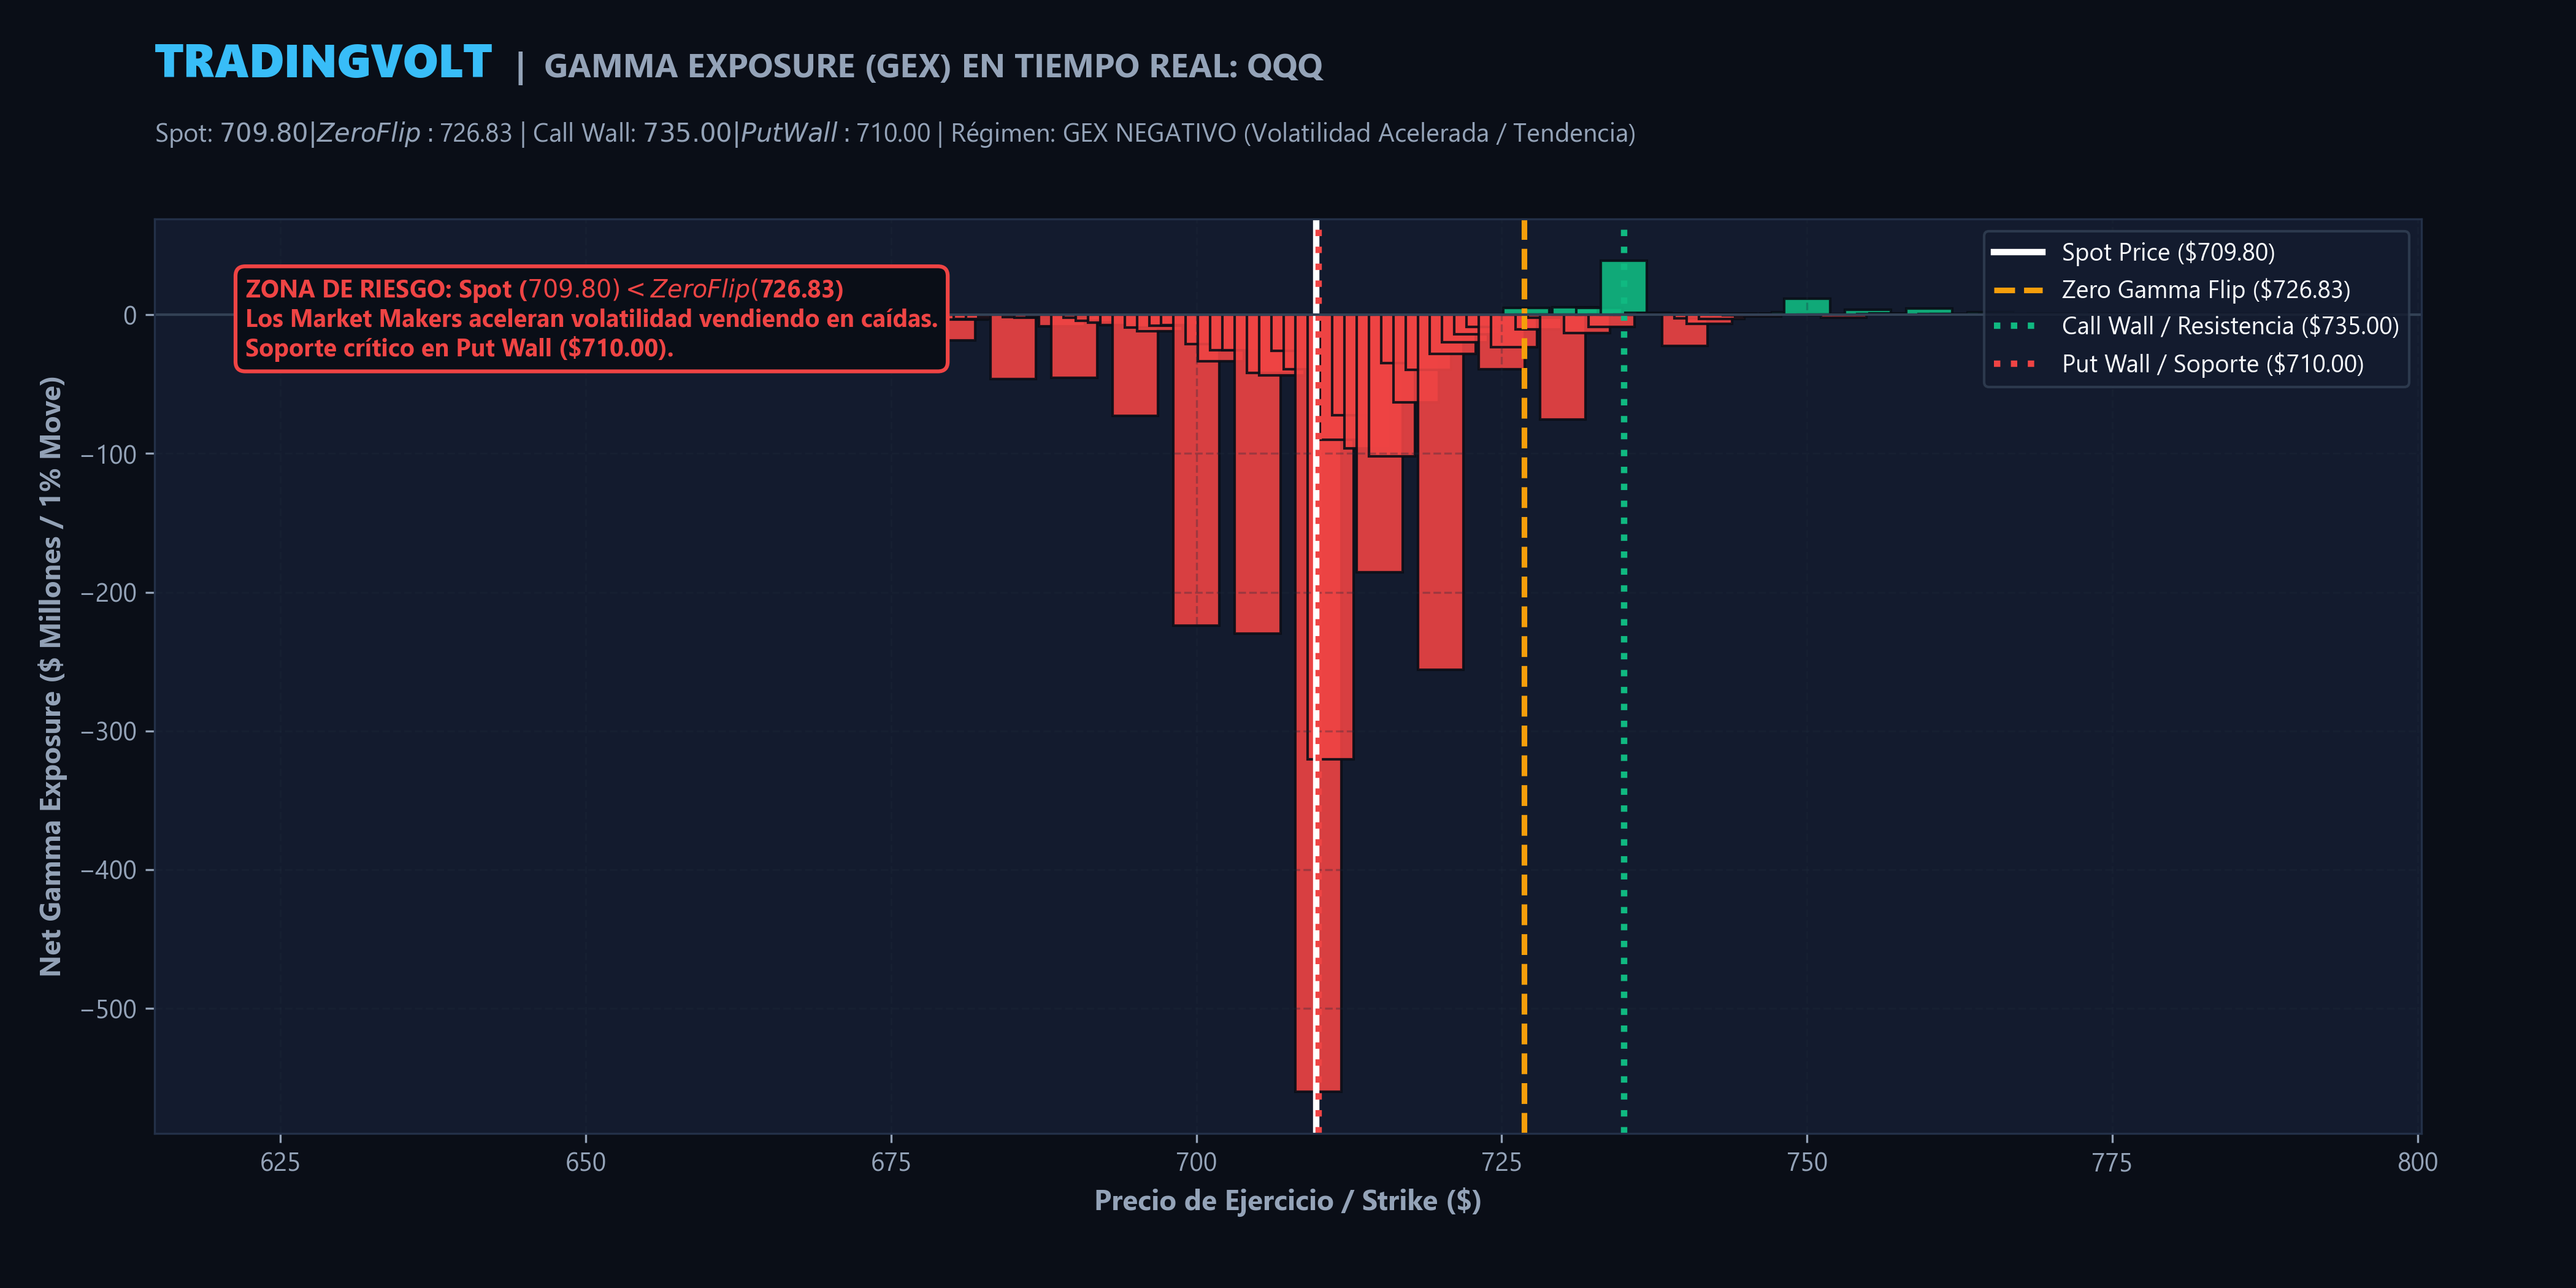 TRADINGVOLT | GAMMA EXPOSURE (GEX) EN TIEMPO REAL: QQQ
Spot: 709.80|ZeroFlip : 726.83 | Call Wall: 735.00|PutWall : 710.00 | Régimen: GEX NEGATIVO (Volatilidad Acelerada / Tendencia)
ZONA DE RIESGO: Spot (709.80) < ZeroFlip(726.83)
Los Market Makers aceleran volatilidad vendiendo en caídas.
Soporte crítico en Put Wall ($710.00).
Spot Price ($709.80)
Zero Gamma Flip ($726.83)
Call Wall / Resistencia ($735.00)
Put Wall / Soporte ($710.00)
Net Gamma Exposure ($ Millones / 1% Move)
0
−100
−200
−300
−400
−500
625 650 675 700 725 750 775 800
Precio de Ejercicio / Strike ($)